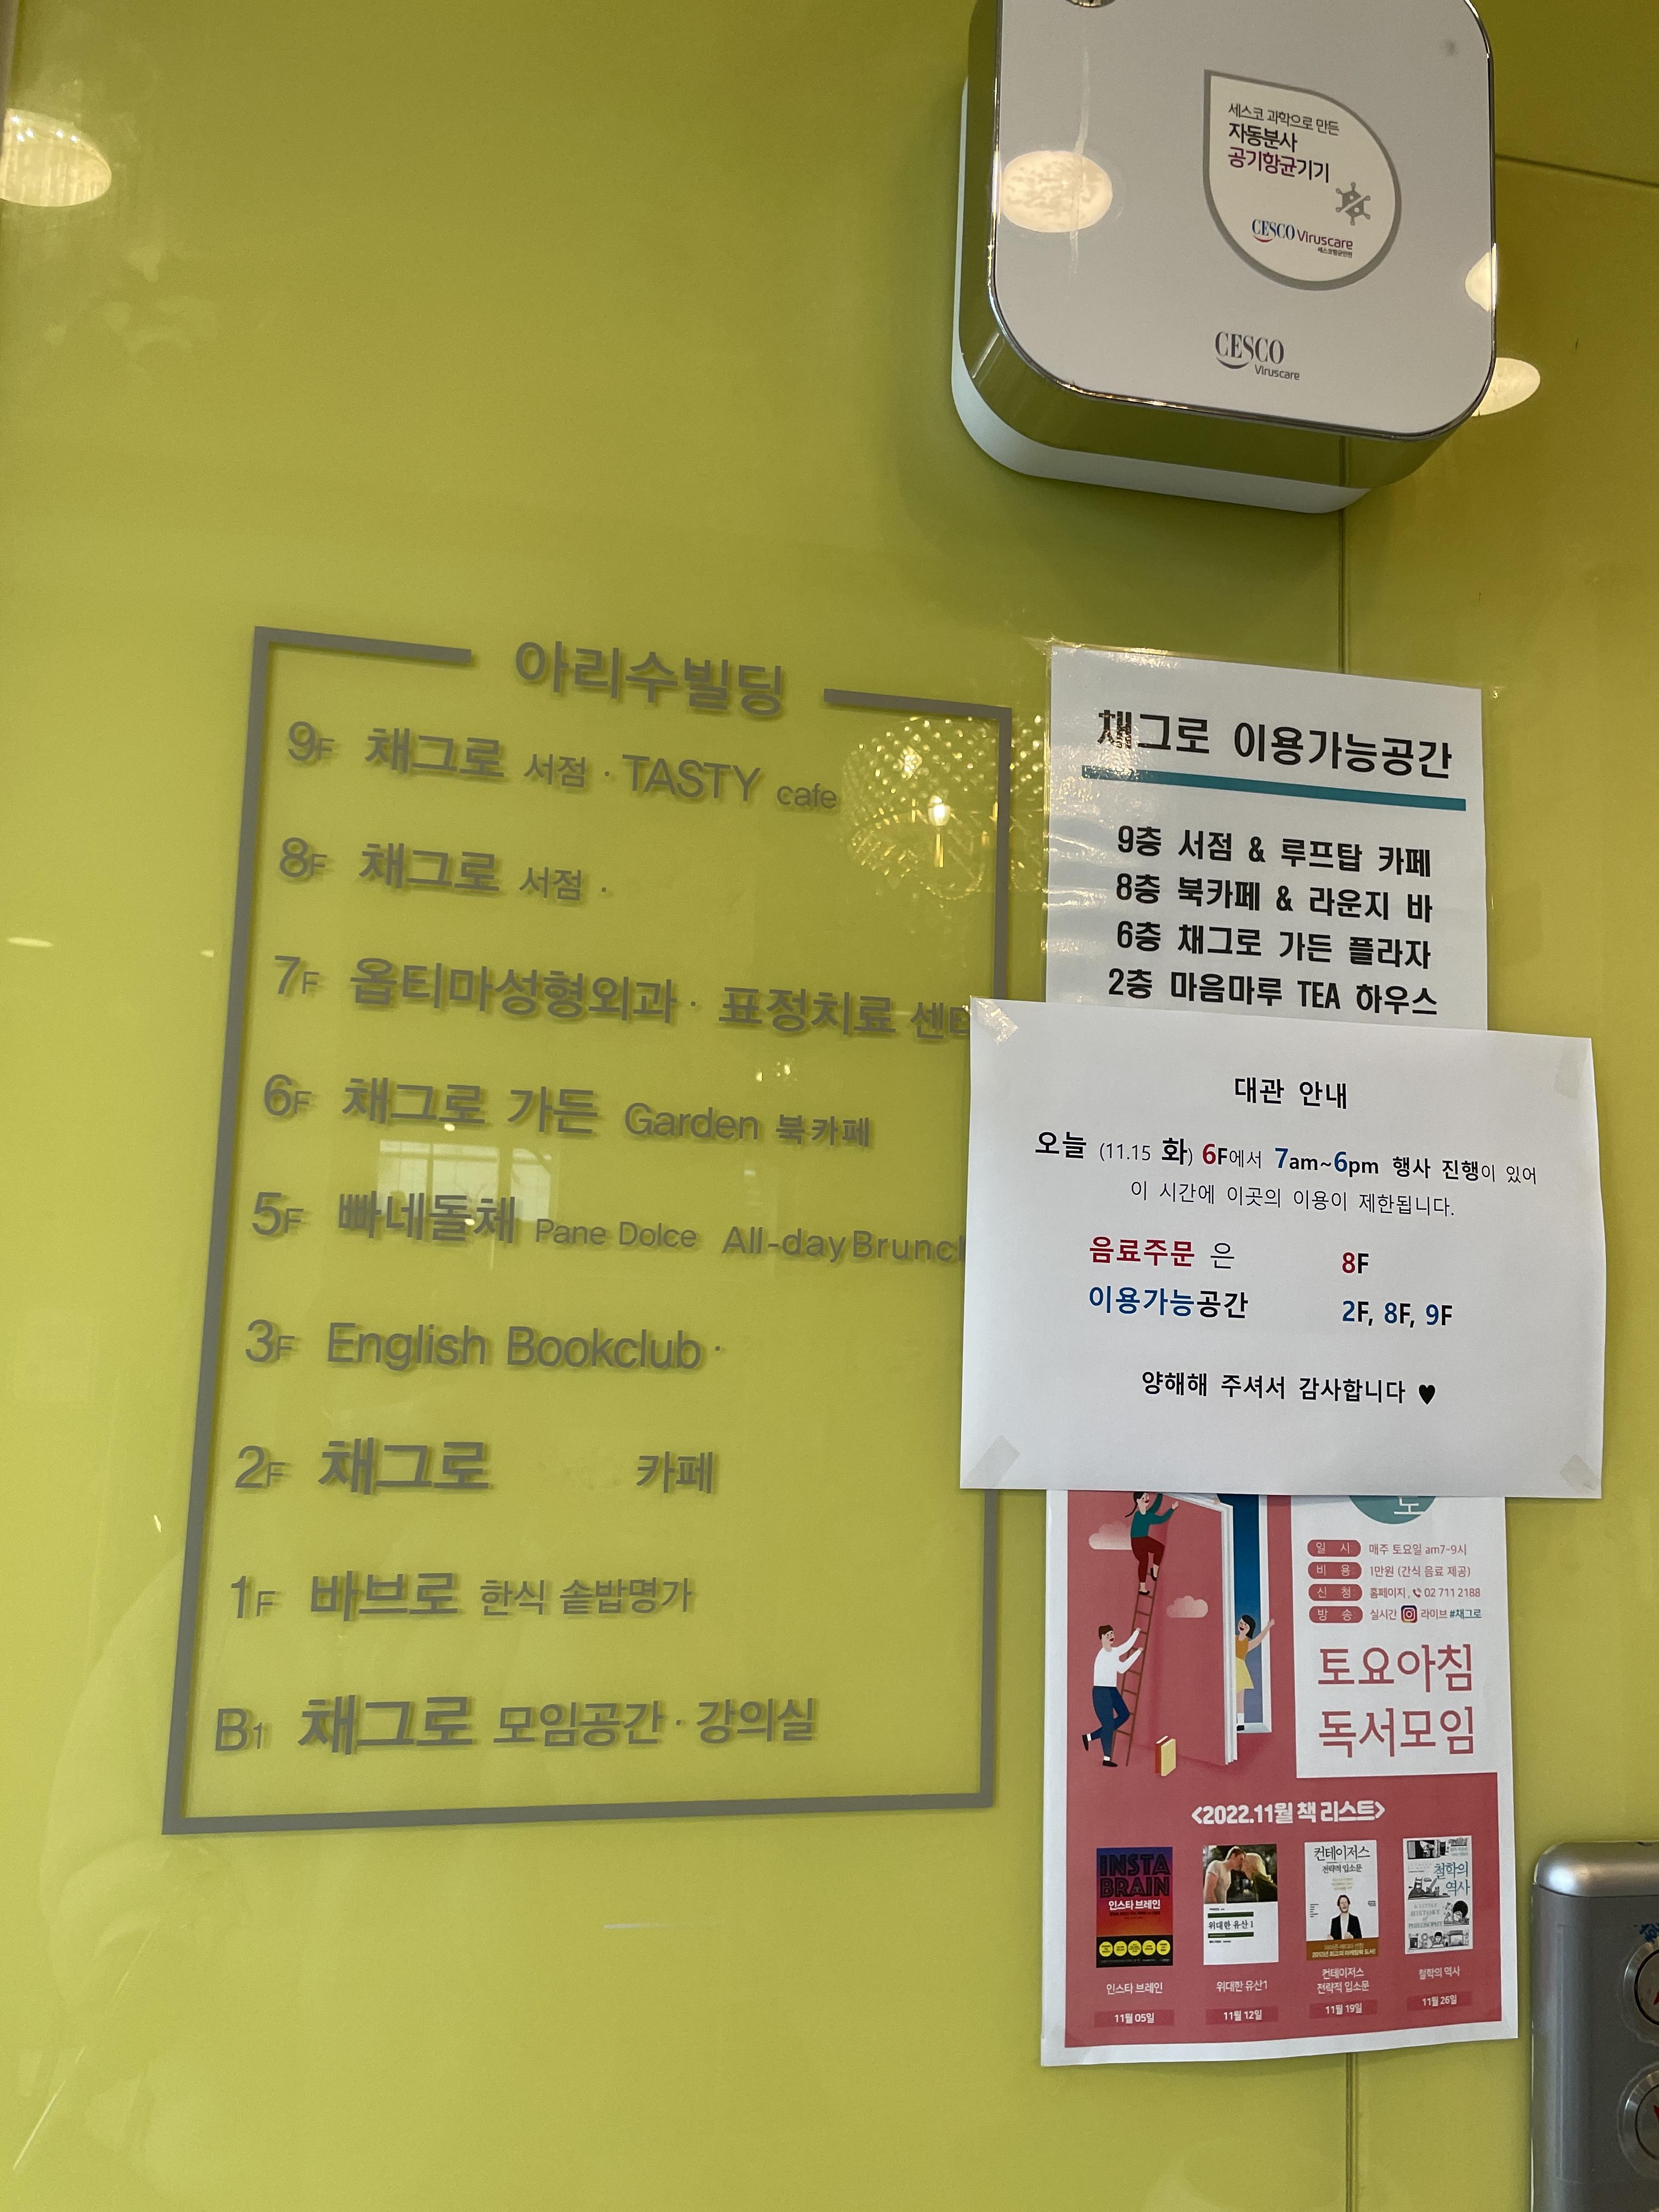 세스코 과학으로 만든
자동분사
공기항균기기
CESCO Viruscare
CESCO
Viruscare
아리수빌딩
9F 채그로 서점 · TASTY cafe
8F 채그로 서점 ·
7F 옵티마성형외과 · 표정치료
6F 채그로 가든 Garden 북카페
5F 빠네돌체 Pane Dolce All-day Brunc
3F English Bookclub ·
2F 채그로 카페
1F 바브로 한식 솥밥명가
B1 채그로 모임공간 · 강의실
채그로 이용가능공간
9층 서점 & 루프탑 카페
8층 북카페 & 라운지 바
6층 채그로 가든 플라자
2층 마음마루 TEA 하우스
대관 안내
오늘 (11.15 화) 6F에서 7am~6pm 행사 진행이 있어
이 시간에 이곳의 이용이 제한됩니다.
음료주문 은 8F
이용가능공간 2F, 8F, 9F
양해해 주셔서 감사합니다 ♥
일 시 매주 토요일 am7-9시
비 용 1만원 (간식 음료 제공)
신 청 홈페이지, 02 711 2188
방 송 실시간 라이브 #채그로
토요아침
독서모임
<2022.11월 책 리스트>
INSTA
BRAIN
인스타 브레인
위대한 유산 1
컨테이저스
전략적 입소문
철학의
역사
인스타 브레인
11월 05일
위대한 유산1
11월 12일
컨테이저스
전략적 입소문
11월 19일
철학의 역사
11월 26일